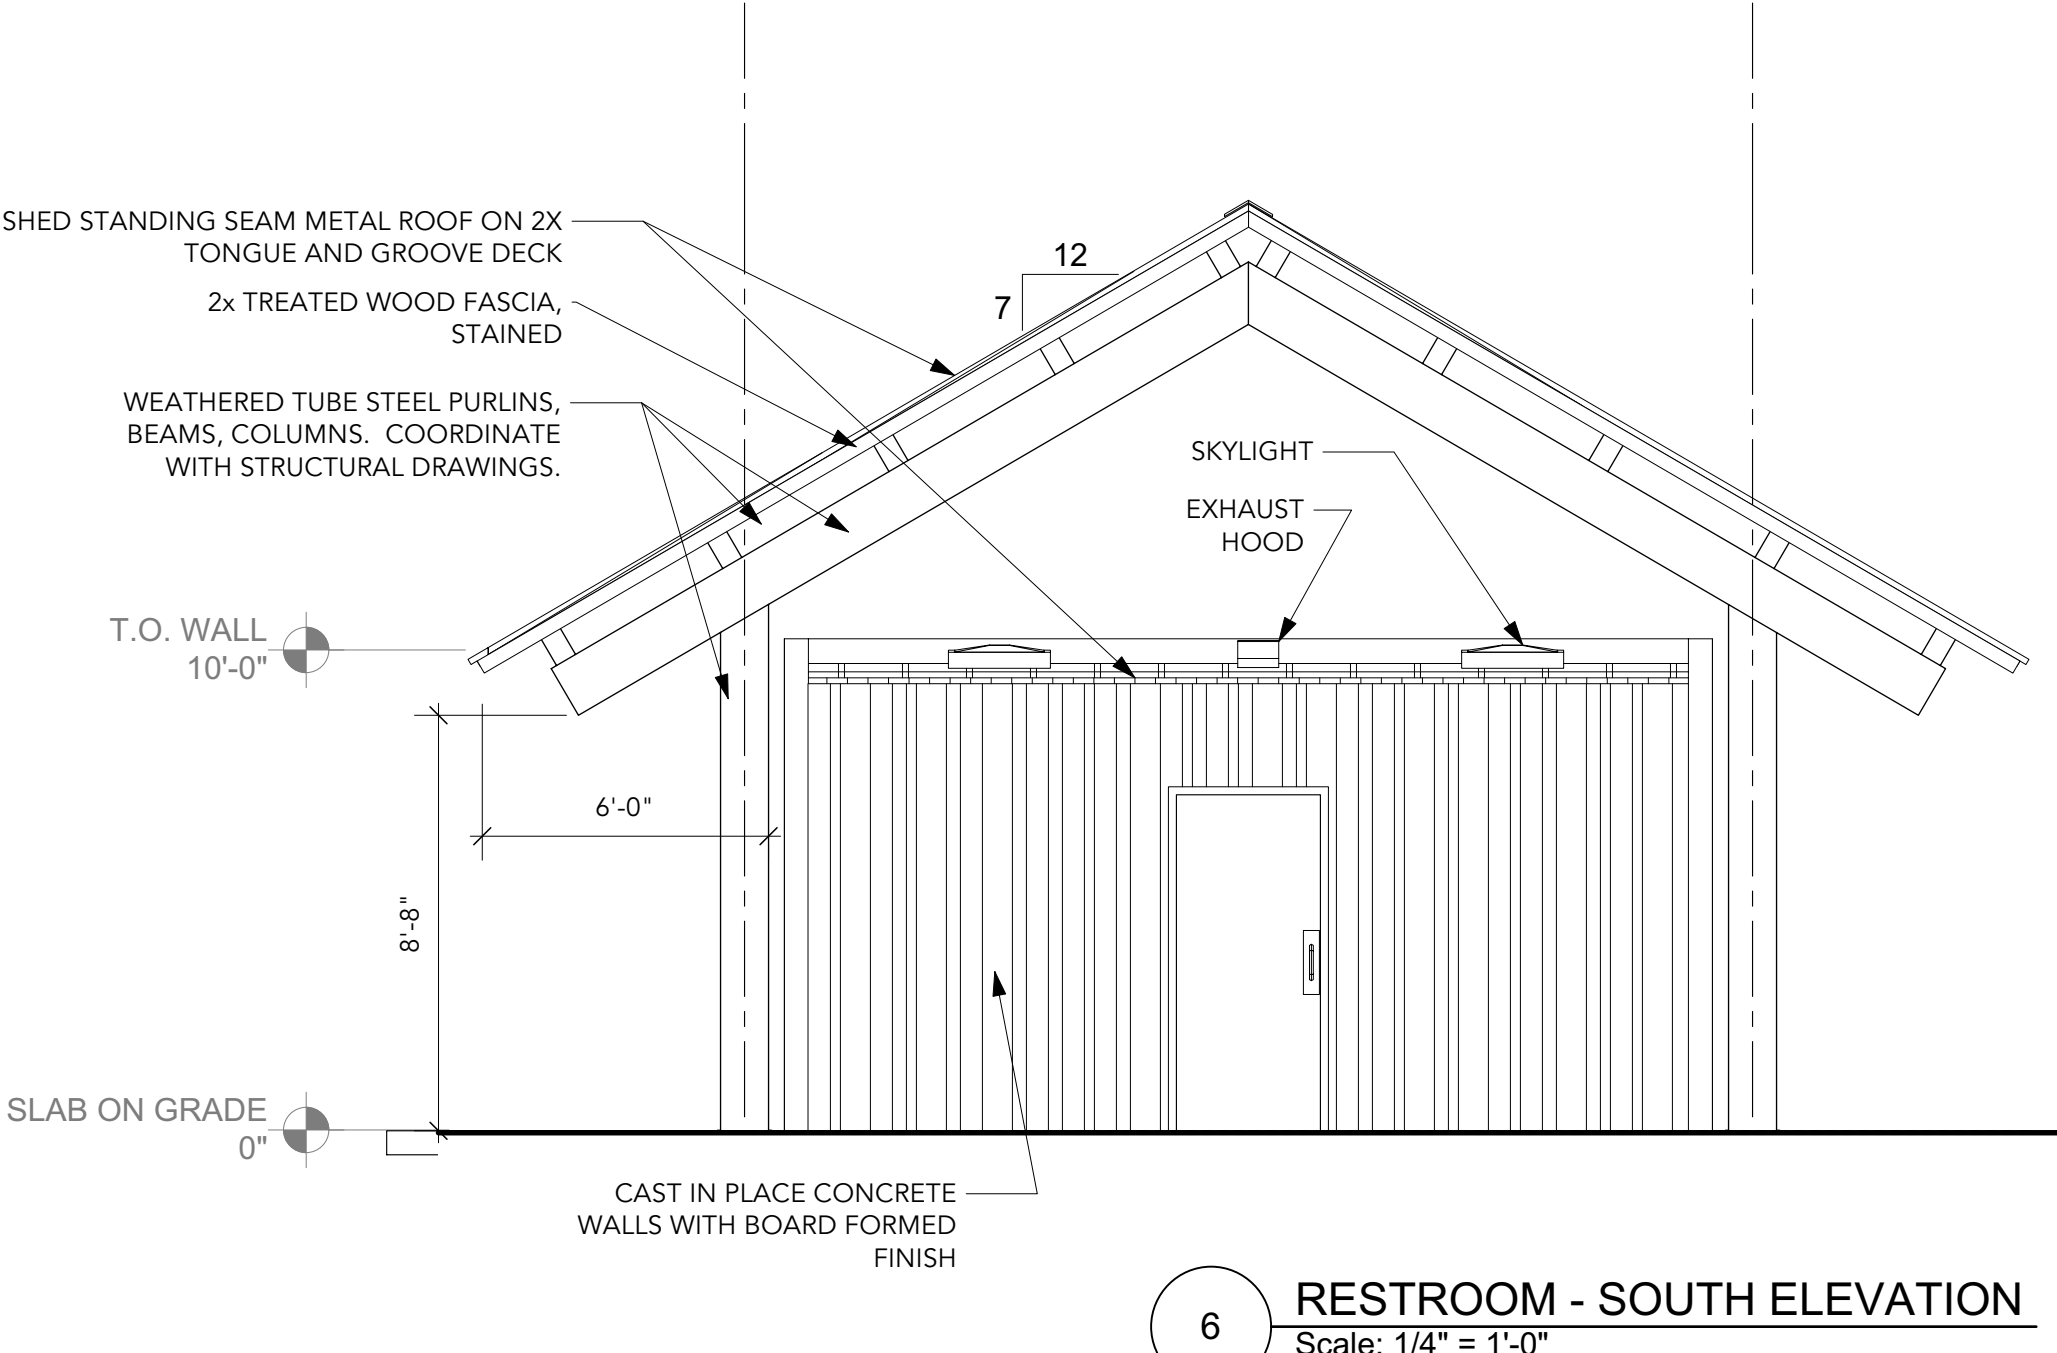 SHED STANDING SEAM METAL ROOF ON 2X
TONGUE AND GROOVE DECK
12
7
2x TREATED WOOD FASCIA,
STAINED
WEATHERED TUBE STEEL PURLINS,
BEAMS, COLUMNS. COORDINATE
WITH STRUCTURAL DRAWINGS.
SKYLIGHT
EXHAUST
HOOD
T.O. WALL
10'-0"
6'-0"
8'-8"
SLAB ON GRADE
0"
CAST IN PLACE CONCRETE
WALLS WITH BOARD FORMED
FINISH
6
RESTROOM - SOUTH ELEVATION
Scale: 1/4" = 1'-0"